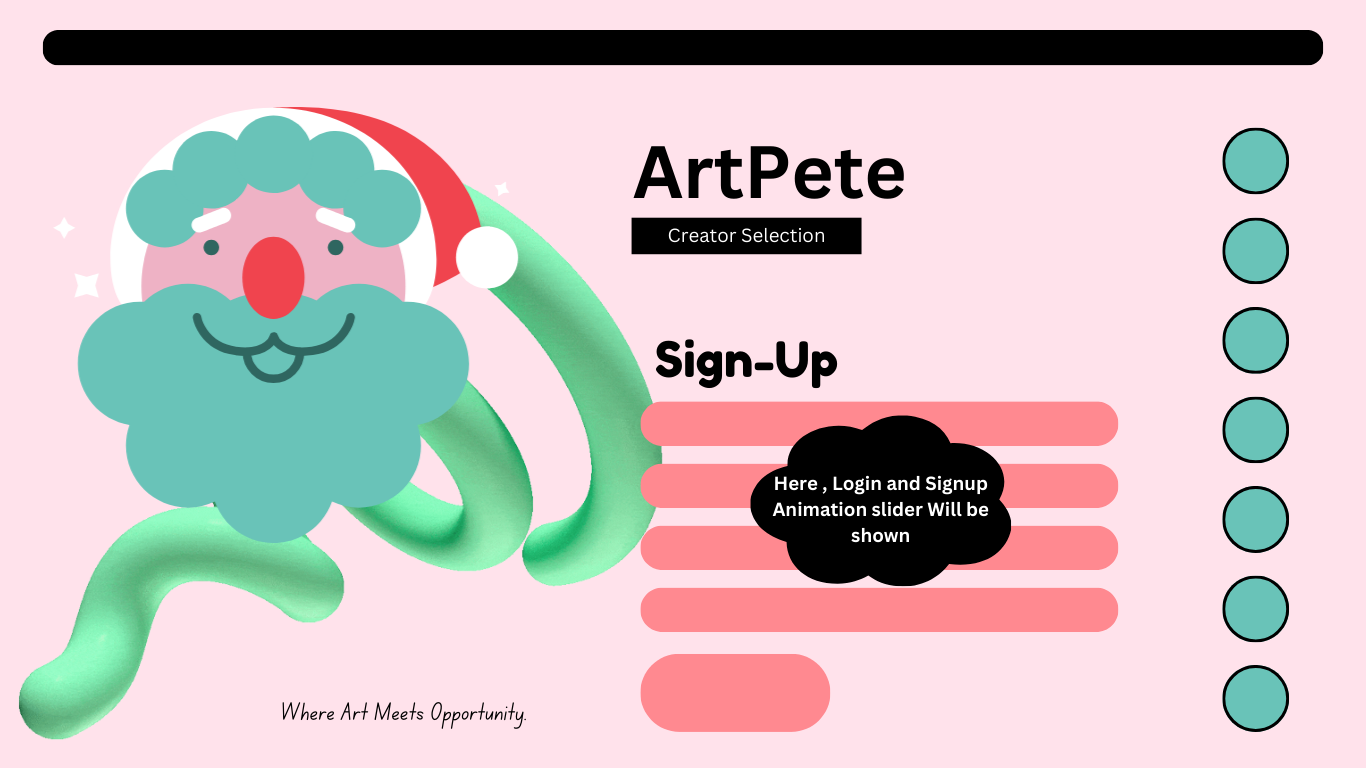 ArtPete
Creator Selection
Sign-Up
Here , Login and Signup
Animation slider Will be
shown
Where Art Meets Opportunity.